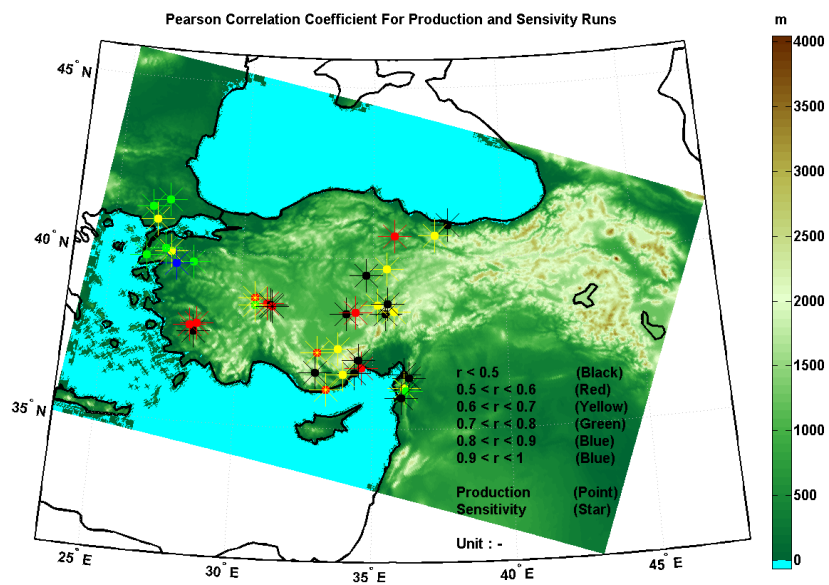 Pearson Correlation Coefficient For Production and Sensivity Runs
m
45° N
40° N
35° N
25° E
30° E
35° E
40° E
45° E
r < 0.5 (Black)
0.5 < r < 0.6 (Red)
0.6 < r < 0.7 (Yellow)
0.7 < r < 0.8 (Green)
0.8 < r < 0.9 (Blue)
0.9 < r < 1 (Blue)
Production (Point)
Sensitivity (Star)
Unit : -
4000
3500
3000
2500
2000
1500
1000
500
0